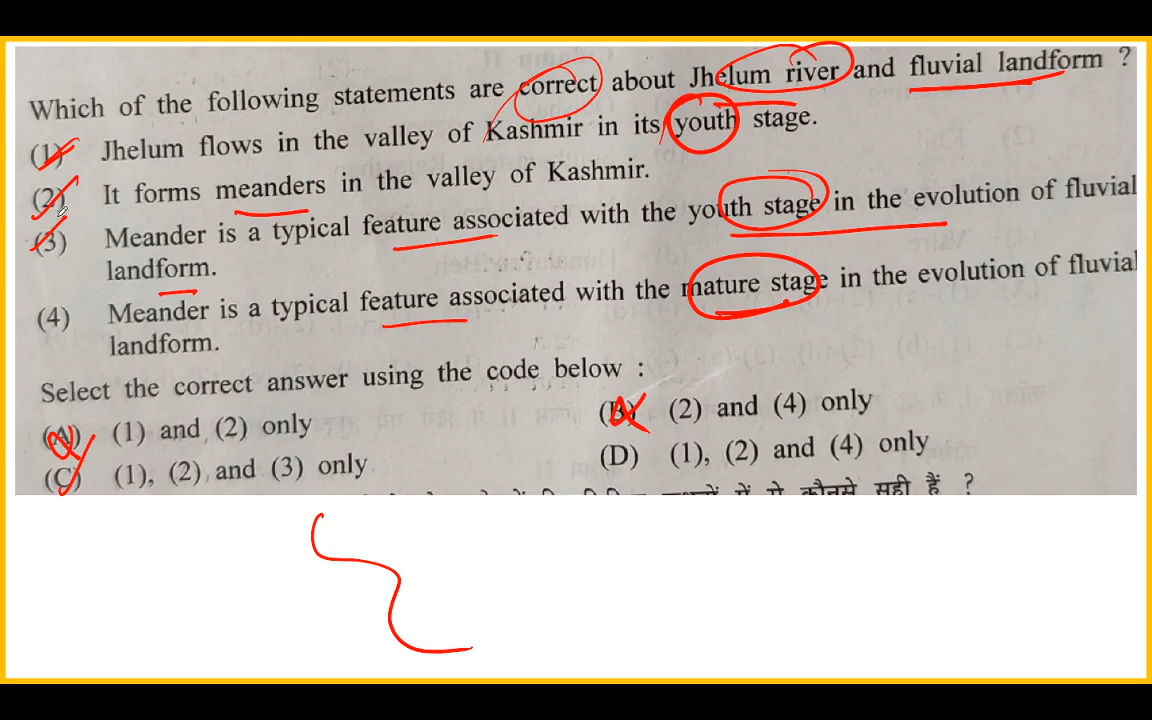 Which of the following statements are correct about Jhelum river and fluvial landform ?
(1) Jhelum flows in the valley of Kashmir in its youth stage.
(2) It forms meanders in the valley of Kashmir.
(3) Meander is a typical feature associated with the youth stage in the evolution of fluvial
landform.
(4) Meander is a typical feature associated with the mature stage in the evolution of fluvial
landform.
Select the correct answer using the code below :
(A) (1) and (2) only
(B) (2) and (4) only
(C) (1), (2) and (3) only
(D) (1), (2) and (4) only
में से कौनसे सही हैं ?